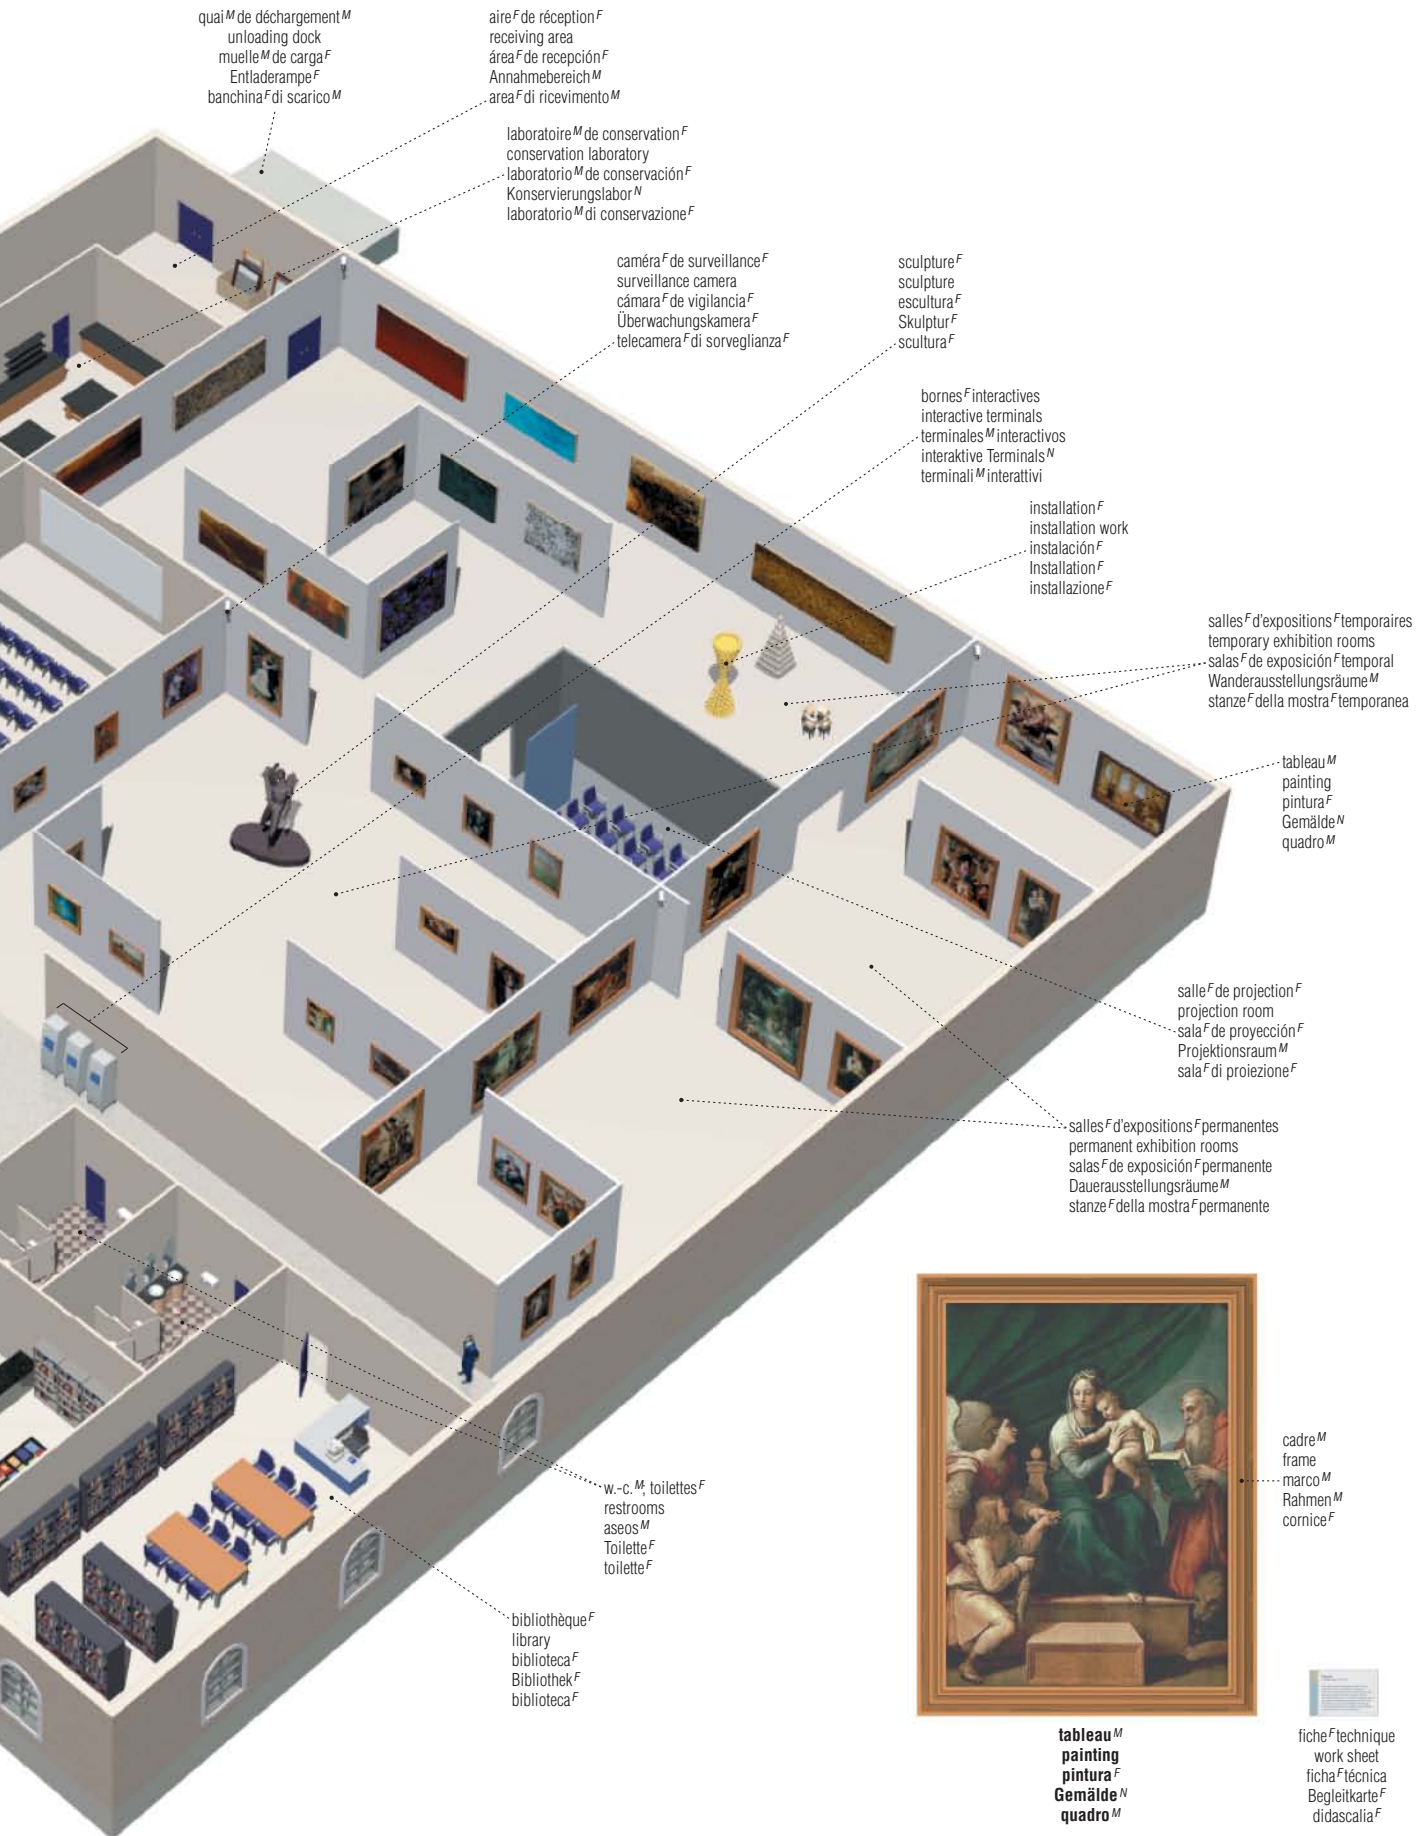 quai M de déchargement M
unloading dock
muelle M de carga F
Entladerampe F
banchina F di scarico M
aire F de réception F
receiving area
área F de recepción F
Annahmebereich M
area F di ricevimento M
laboratoire M de conservation F
conservation laboratory
laboratorio M de conservación F
Konservierungslabor N
laboratorio M di conservazione F
caméra F de surveillance F
surveillance camera
cámara F de vigilancia F
Überwachungskamera F
telecamera F di sorveglianza F
sculpture F
sculpture
escultura F
Skulptur F
scultura F
bornes F interactives
interactive terminals
terminales M interactivos
interaktive Terminals N
terminali M interattivi
installation F
installation work
instalación F
Installation F
installazione F
salles F d'expositions F temporaires
temporary exhibition rooms
salas F de exposición F temporal
Wanderausstellungsräume M
stanze F della mostra F temporanea
tableau M
painting
pintura F
Gemälde N
quadro M
salle F de projection F
projection room
sala F de proyección F
Projektionsraum M
sala F di proiezione F
salles F d'expositions F permanentes
permanent exhibition rooms
salas F de exposición F permanente
Dauerausstellungsräume M
stanze F della mostra F permanente
cadre M
frame
marco M
Rahmen M
cornice F
w.-c. M; toilettes F
restrooms
aseos M
Toilette F
toilette F
bibliothèque F
library
biblioteca F
Bibliothek F
biblioteca F
tableau M
painting
pintura F
Gemälde N
quadro M
fiche F technique
work sheet
ficha F técnica
Begleitkarte F
didascalia F